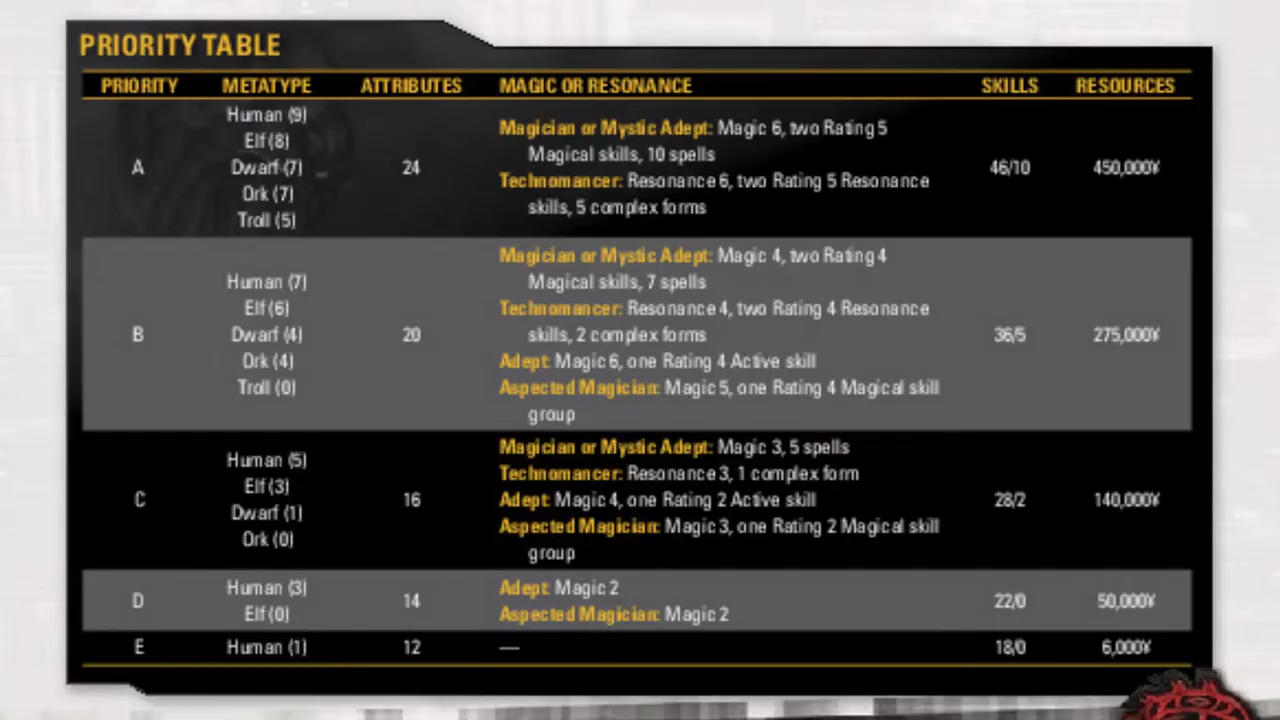 PRIORITY TABLE
PRIORITY METATYPE ATTRIBUTES MAGIC OR RESONANCE SKILLS RESOURCES
A
Human (9)
Elf (8)
Dwarf (7)
Ork (7)
Troll (5)
24
Magician or Mystic Adept: Magic 6, two Rating 5
Magical skills, 10 spells
Technomancer: Resonance 6, two Rating 5 Resonance
skills, 5 complex forms
46/10
450,000¥
B
Human (7)
Elf (6)
Dwarf (4)
Ork (4)
Troll (0)
20
Magician or Mystic Adept: Magic 4, two Rating 4
Magical skills, 7 spells
Technomancer: Resonance 4, two Rating 4 Resonance
skills, 2 complex forms
Adept: Magic 6, one Rating 4 Active skill
Aspected Magician: Magic 5, one Rating 4 Magical skill
group
36/5
275,000¥
C
Human (5)
Elf (3)
Dwarf (1)
Ork (0)
16
Magician or Mystic Adept: Magic 3, 5 spells
Technomancer: Resonance 3, 1 complex form
Adept: Magic 4, one Rating 2 Active skill
Aspected Magician: Magic 3, one Rating 2 Magical skill
group
28/2
140,000¥
D
Human (3)
Elf (0)
14
Adept: Magic 2
Aspected Magician: Magic 2
22/0
50,000¥
E
Human (1)
12
—
18/0
6,000¥